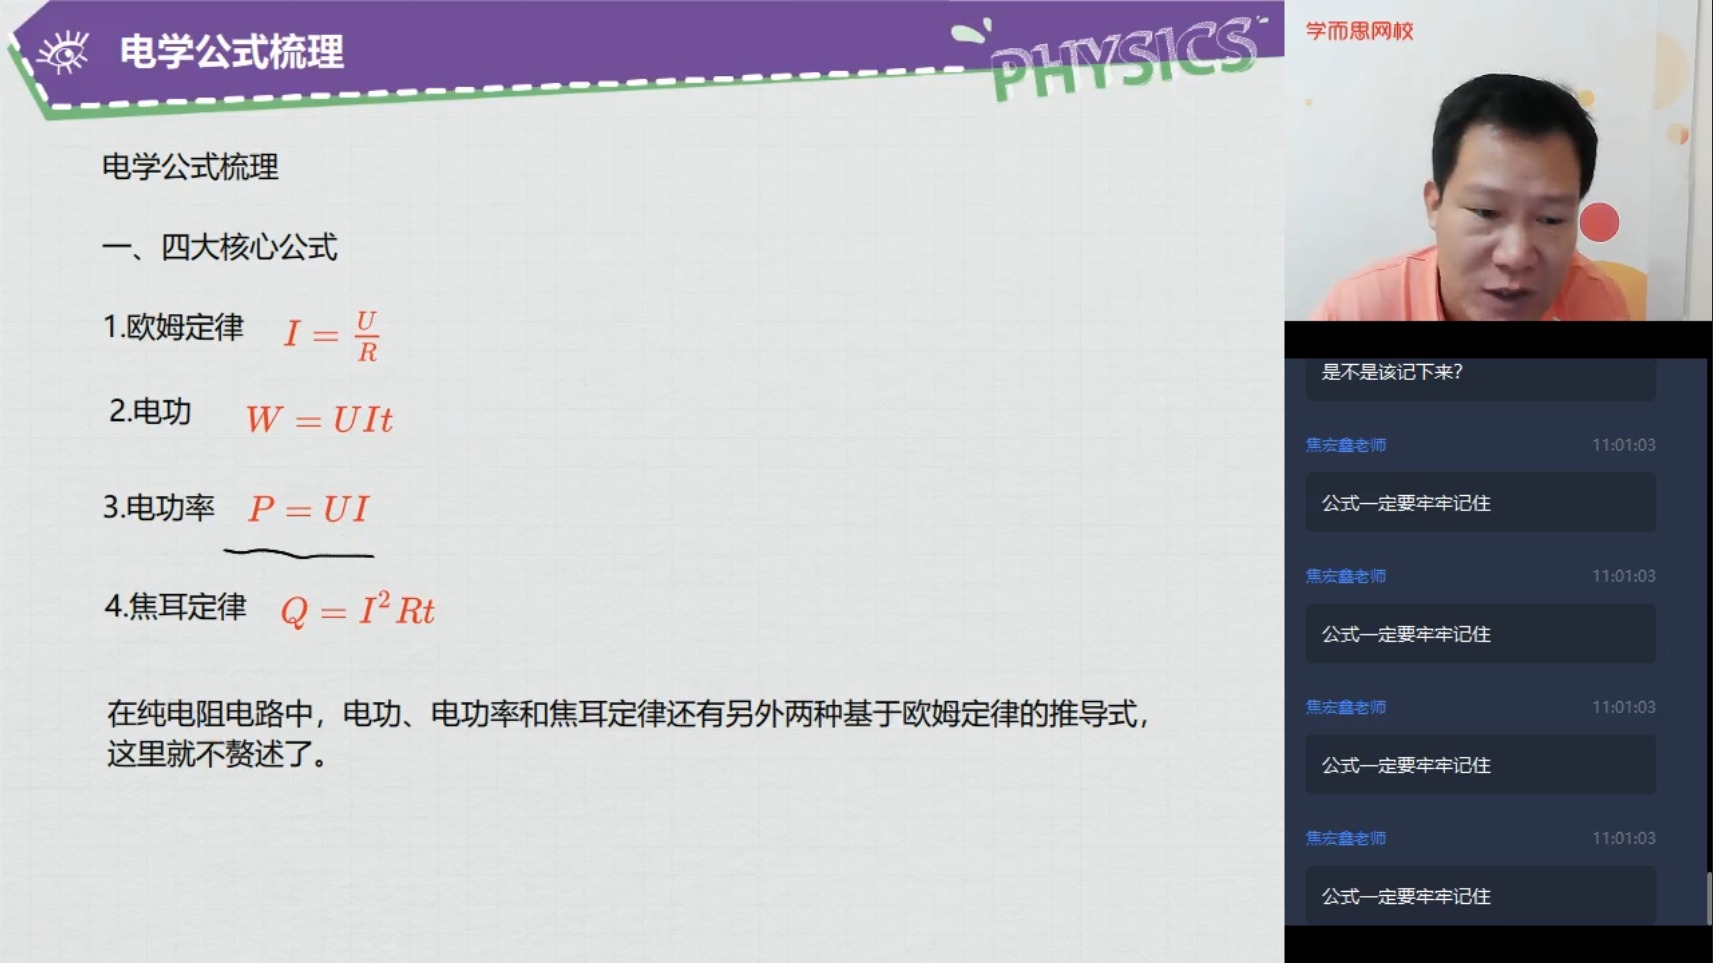 电学公式梳理
PHYSICS
电学公式梳理
一、四大核心公式
1.欧姆定律 I = U/R
2.电功 W = UIt
3.电功率 P = UI
4.焦耳定律 Q = I²Rt
在纯电阻电路中，电功、电功率和焦耳定律还有另外两种基于欧姆定律的推导式，
这里就不赘述了。
学而思网校
是不是该记下来？
焦宏鑫老师 11:01:03
公式一定要牢牢记住
焦宏鑫老师 11:01:03
公式一定要牢牢记住
焦宏鑫老师 11:01:03
公式一定要牢牢记住
焦宏鑫老师 11:01:03
公式一定要牢牢记住